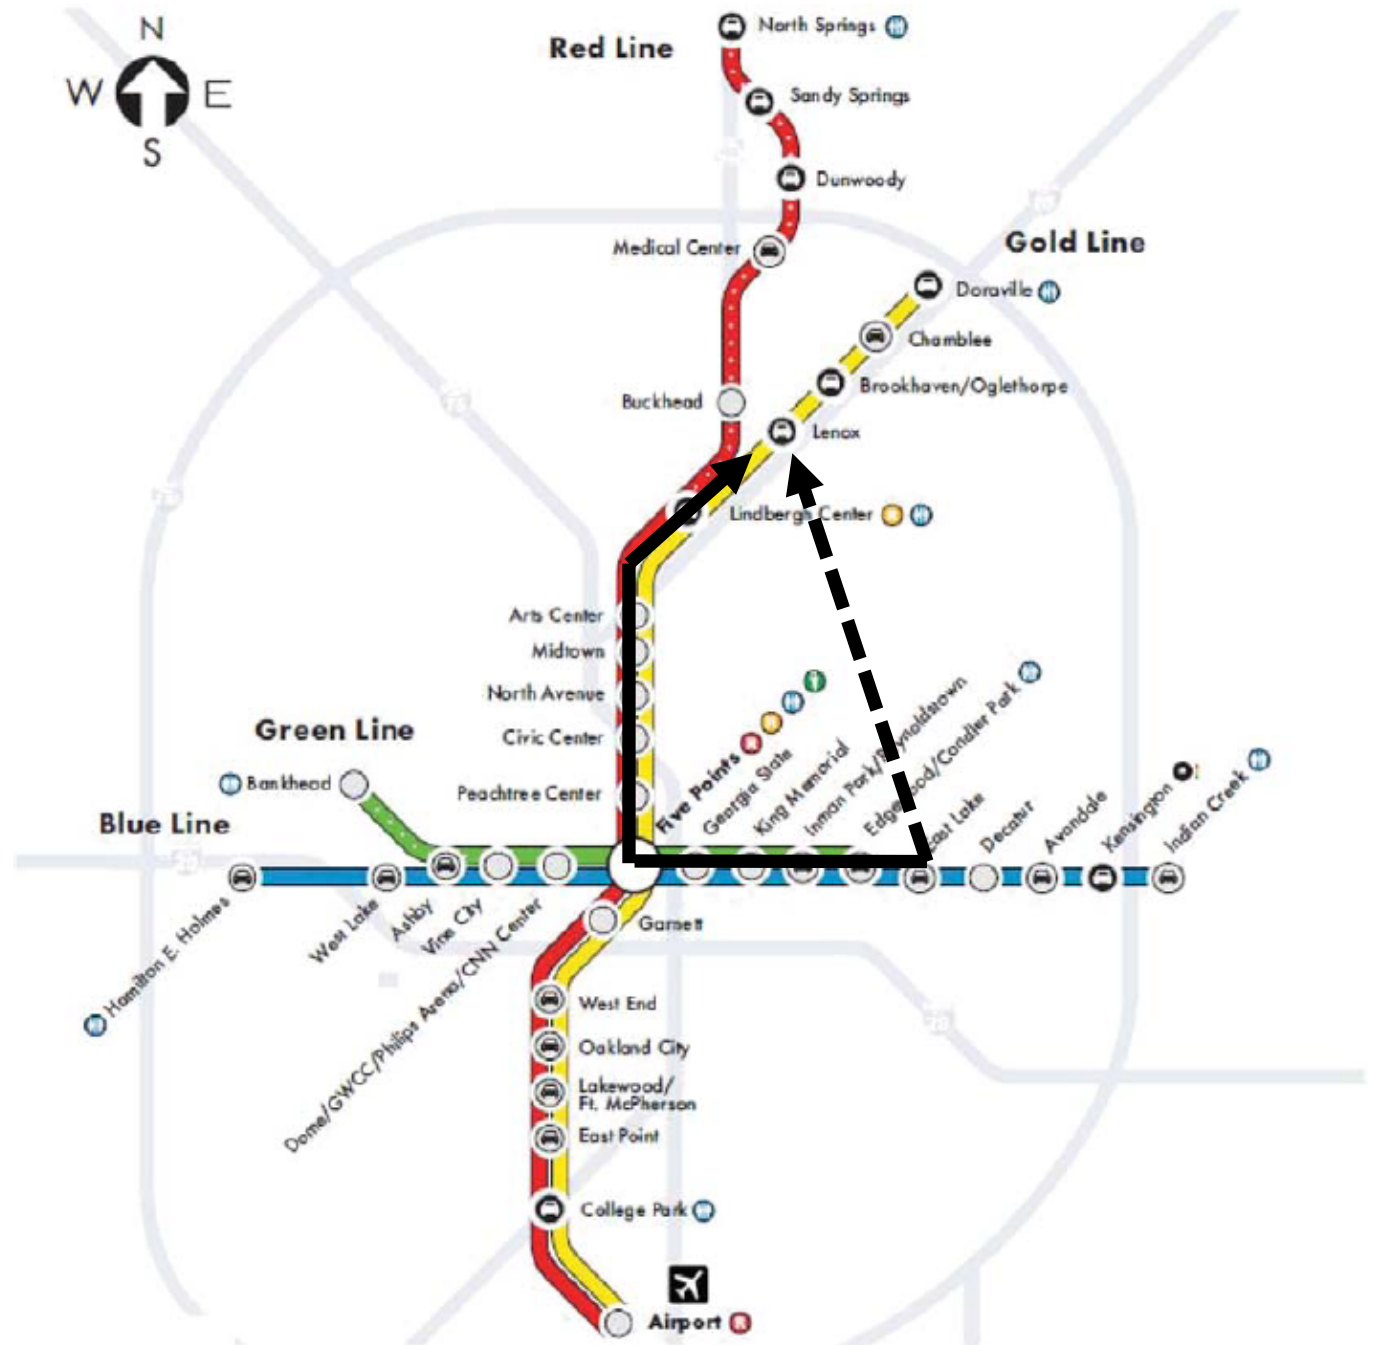 N
W E
S
Red Line
North Springs
Sandy Springs
Dunwoody
Medical Center
Gold Line
Doraville
Chamblee
Brookhaven/Oglethorpe
Buckhead
Lenox
Lindbergh Center
Arts Center
Midtown
North Avenue
Civic Center
Peachtree Center
Green Line
Bankhead
Blue Line
Five Points
Georgia State
King Memorial
Inman Park/Reynoldstown
Edgewood/Candler Park
East Lake
Decatur
Avondale
Kensington
Indian Creek
Hamilton E. Holmes
West Lake
Ashby
Vine City
Dome/GWCC/Philips Arena/CNN Center
Garnett
West End
Oakland City
Lakewood/
Ft. McPherson
East Point
College Park
Airport